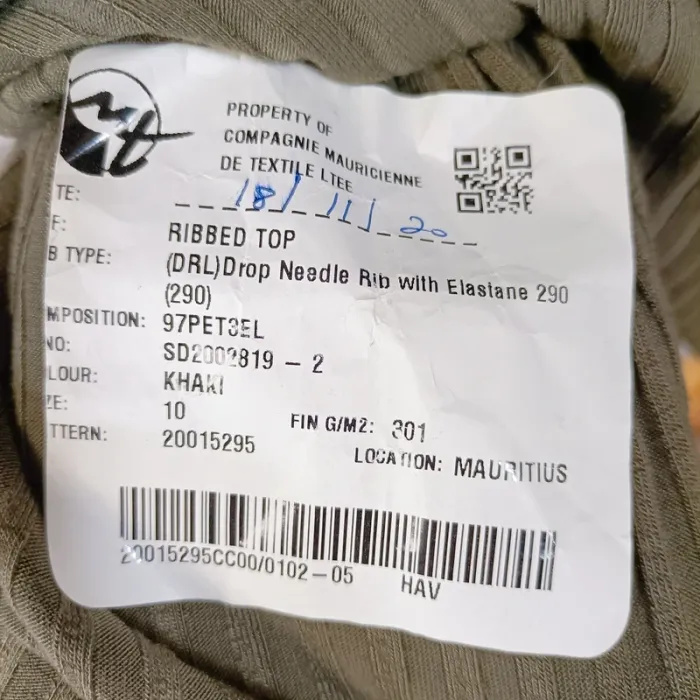 PROPERTY OF
COMPAGNIE MAURICIENNE
DE TEXTILE LTEE
TE: 18/11/20
F: RIBBED TOP
B TYPE: (DRL)Drop Needle Rib with Elastane 290
(290)
MPOSITION: 97PET3EL
NO: SD2002819 - 2
LOUR: KHAKI
ZE: 10 FIN G/M2: 301
TTERN: 20015295 LOCATION: MAURITIUS
20015295CC00/0102-05 HAV